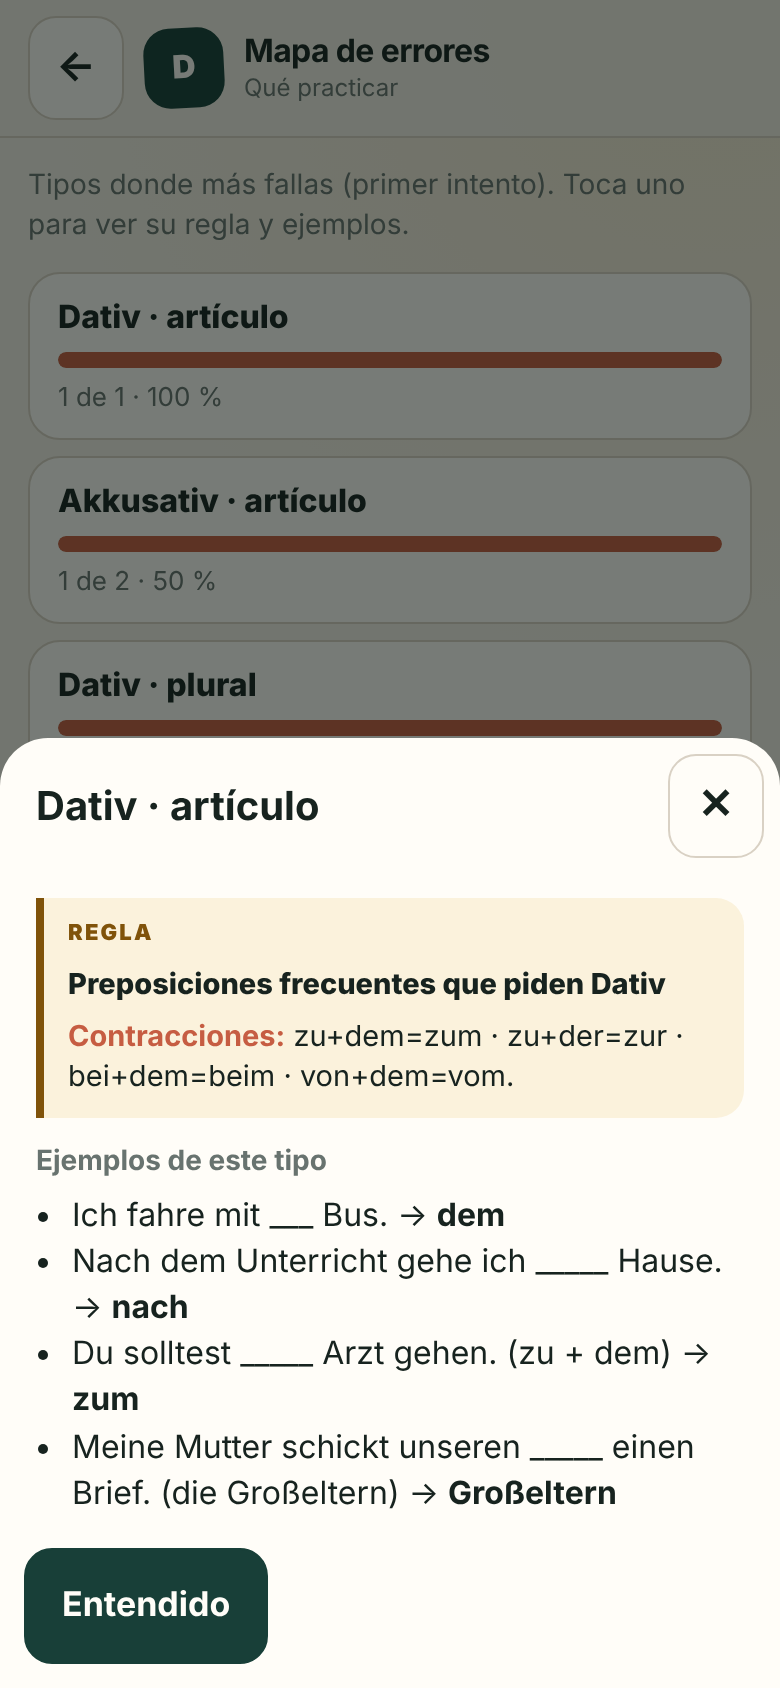 ←
D
Mapa de errores
Qué practicar
Tipos donde más fallas (primer intento). Toca uno
para ver su regla y ejemplos.
Dativ · artículo
1 de 1 · 100 %
Akkusativ · artículo
1 de 2 · 50 %
Dativ · plural
Dativ · artículo
✕
REGLA
Preposiciones frecuentes que piden Dativ
Contracciones: zu+dem=zum · zu+der=zur ·
bei+dem=beim · von+dem=vom.
Ejemplos de este tipo
• Ich fahre mit ___ Bus. → dem
• Nach dem Unterricht gehe ich _____ Hause.
→ nach
• Du solltest _____ Arzt gehen. (zu + dem) →
zum
• Meine Mutter schickt unseren _____ einen
Brief. (die Großeltern) → Großeltern
Entendido